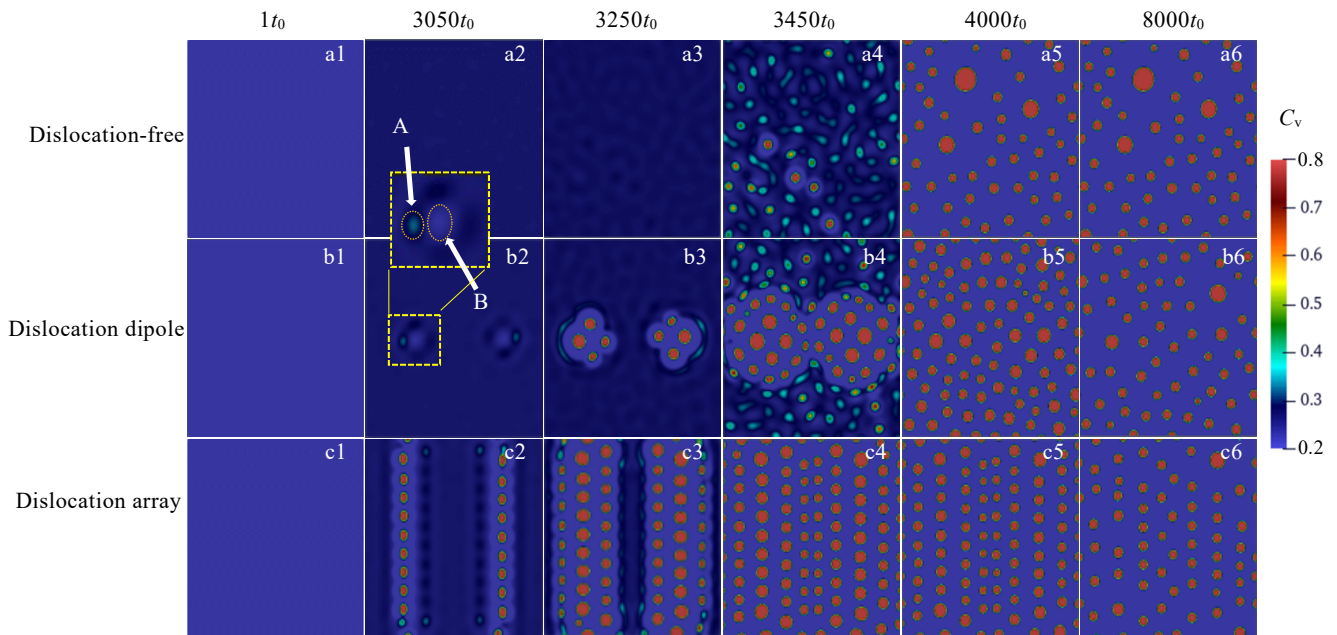 1t₀ 3050t₀ 3250t₀ 3450t₀ 4000t₀ 8000t₀
a1 a2 a3 a4 a5 a6
A
Dislocation-free
Cᵥ
0.8
0.7
0.6
0.5
0.4
0.3
0.2
b1 b2 b3 b4 b5 b6
B
Dislocation dipole
c1 c2 c3 c4 c5 c6
Dislocation array